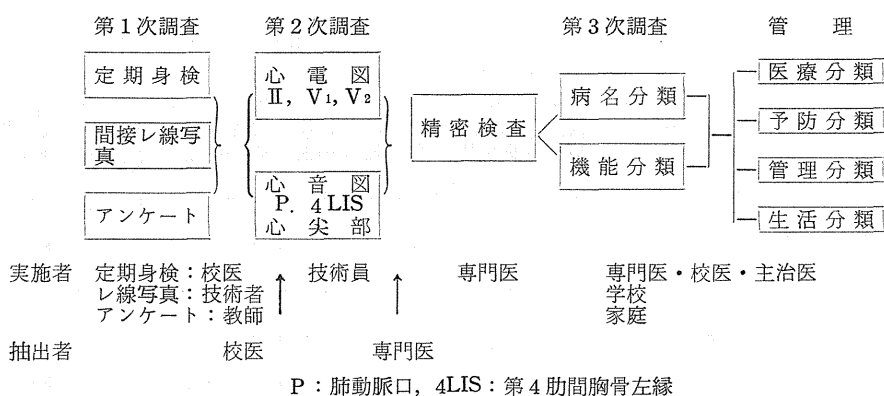 第1次調査 第2次調査 第3次調査 管理
定期身検
間接レ線写真
アンケート
心電図
II, V1, V2
心音図
P. 4LIS
心尖部
精密検査
病名分類
機能分類
医療分類
予防分類
管理分類
生活分類
実施者 定期身検：校医 ↑ 技術員 ↑ 専門医 専門医・校医・主治医
レ線写真：技術者 学校
アンケート：教師 家庭
抽出者 校医 専門医
P：肺動脈口，4LIS：第4肋間胸骨左縁